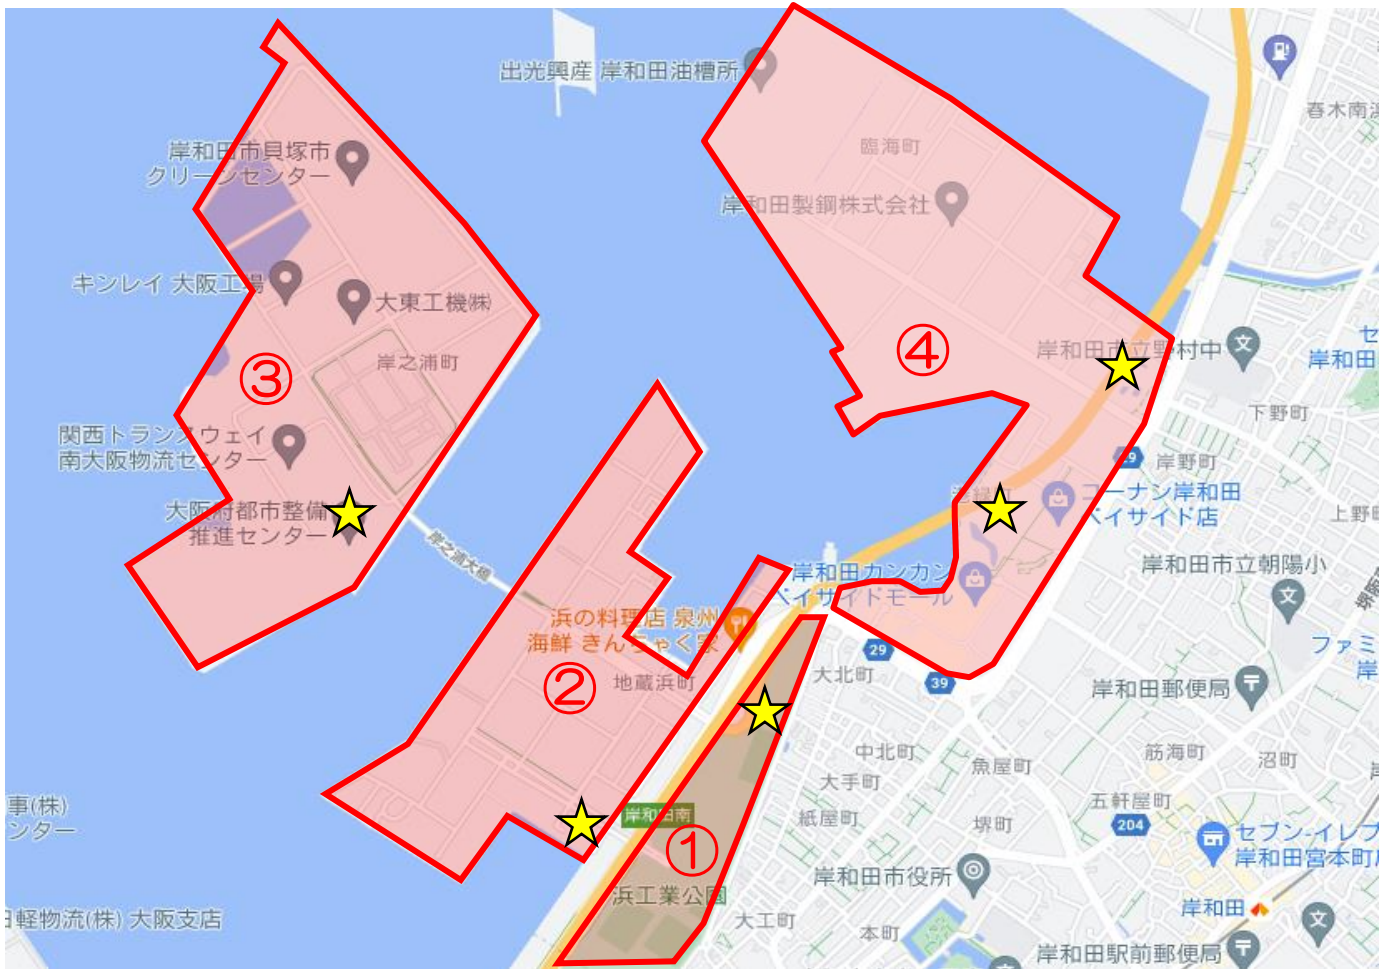 出光興産 岸和田油槽所
春木南浜
岸和田市貝塚市
クリーンセンター
臨海町
岸和田製鋼株式会社
キンレイ 大阪工場
大東工機㈱
岸之浦町
③
④
岸和田市立野村中
セ
岸和田
下野町
関西トランスウェイ
南大阪物流センター
29
岸野町
大阪府都市整備
推進センター
港緑町
コーナン岸和田
ベイサイド店
上野町
岸之浦大橋
岸和田カンカン
ベイサイドモール
岸和田市立朝陽小
浜の料理店 泉州
海鮮 きんちゃく家
29
39
大北町
ファミ
岸
②
地蔵浜町
岸和田郵便局
中北町
魚屋町
筋海町
沼町
大手町
事(株)
ンター
岸和田南
紙屋町
堺町
五軒屋町
204
セブン-イレブ
岸和田宮本町
①
浜工業公園
岸和田市役所
日軽物流(株) 大阪支店
大工町
本町
岸和田
岸和田駅前郵便局